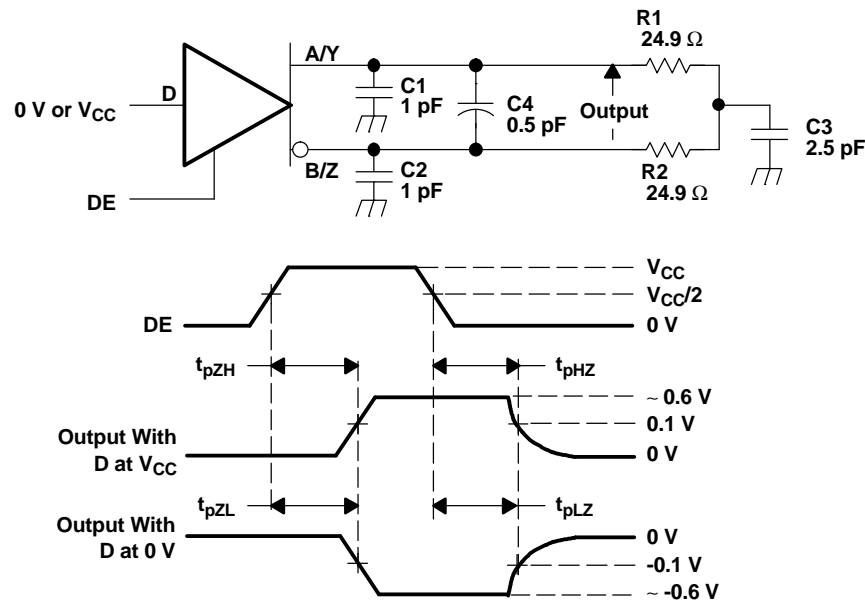 R1
24.9 Ω
A/Y
D
C1
1 pF
C4
0.5 pF
Output
0 V or VCC
C3
2.5 pF
B/Z
C2
1 pF
R2
24.9 Ω
DE
VCC
VCC/2
DE
0 V
tpZH
tpHZ
~ 0.6 V
0.1 V
Output With
D at VCC
0 V
tpZL
tpLZ
Output With
D at 0 V
0 V
-0.1 V
~ -0.6 V